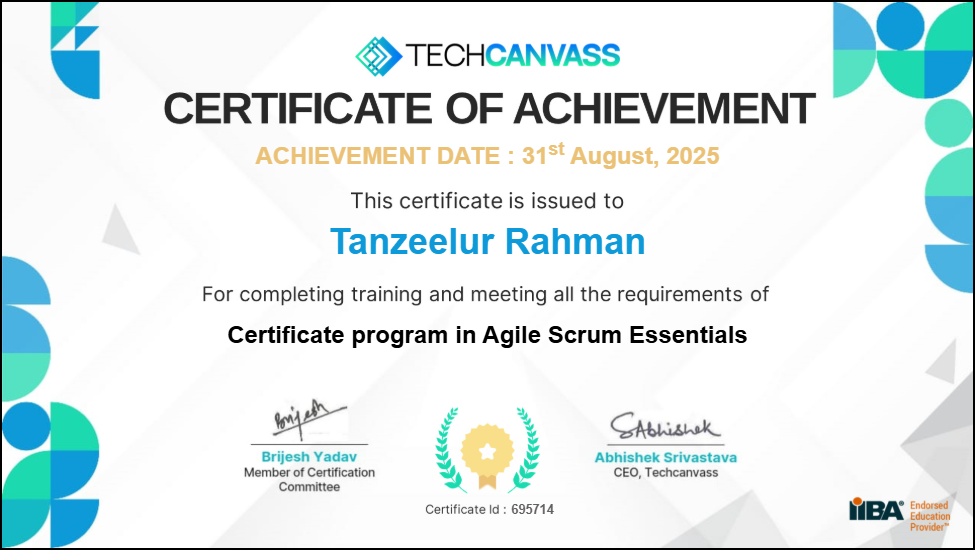 TECHCANVASS
CERTIFICATE OF ACHIEVEMENT
ACHIEVEMENT DATE : 31st August, 2025
This certificate is issued to
Tanzeelur Rahman
For completing training and meeting all the requirements of
Certificate program in Agile Scrum Essentials
Brijesh
Brijesh Yadav
Member of Certification
Committee
SAbhishek
Abhishek Srivastava
CEO, Techcanvass
Certificate Id : 695714
IIBA® Endorsed
Education
Provider™